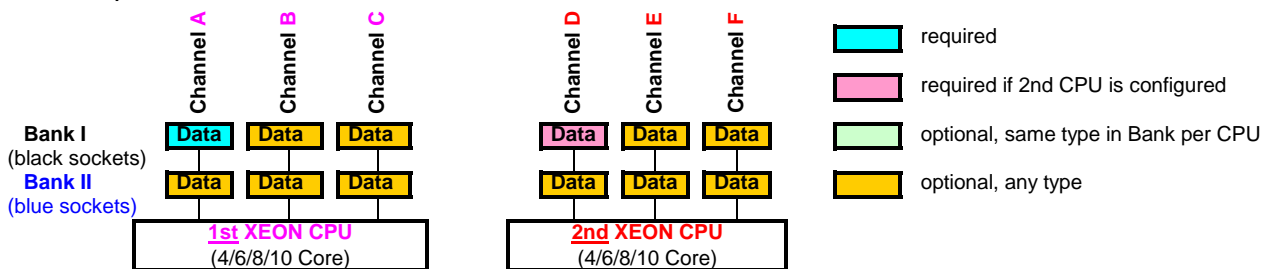 Channel A
Channel B
Channel C
Channel D
Channel E
Channel F
required
required if 2nd CPU is configured
optional, same type in Bank per CPU
optional, any type
Bank I
(black sockets)
Data Data Data Data Data Data
Bank II
(blue sockets)
Data Data Data Data Data Data
1st XEON CPU
(4/6/8/10 Core)
2nd XEON CPU
(4/6/8/10 Core)